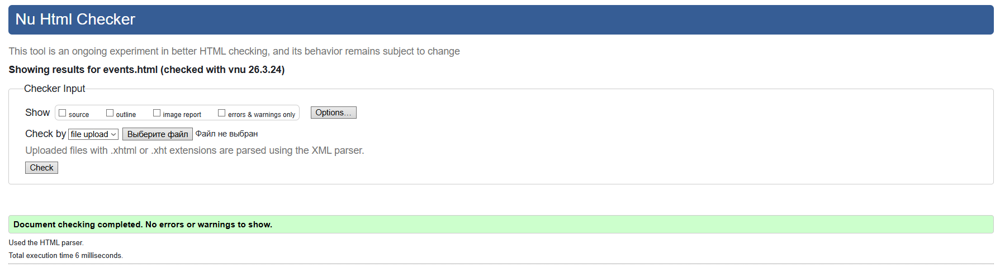 Nu Html Checker
This tool is an ongoing experiment in better HTML checking, and its behavior remains subject to change
Showing results for events.html (checked with vnu 26.3.24)
Checker Input
Show source outline image report errors & warnings only Options...
Check by file upload Выберите файл Файл не выбран
Uploaded files with .xhtml or .xht extensions are parsed using the XML parser.
Check
Document checking completed. No errors or warnings to show.
Used the HTML parser.
Total execution time 6 milliseconds.